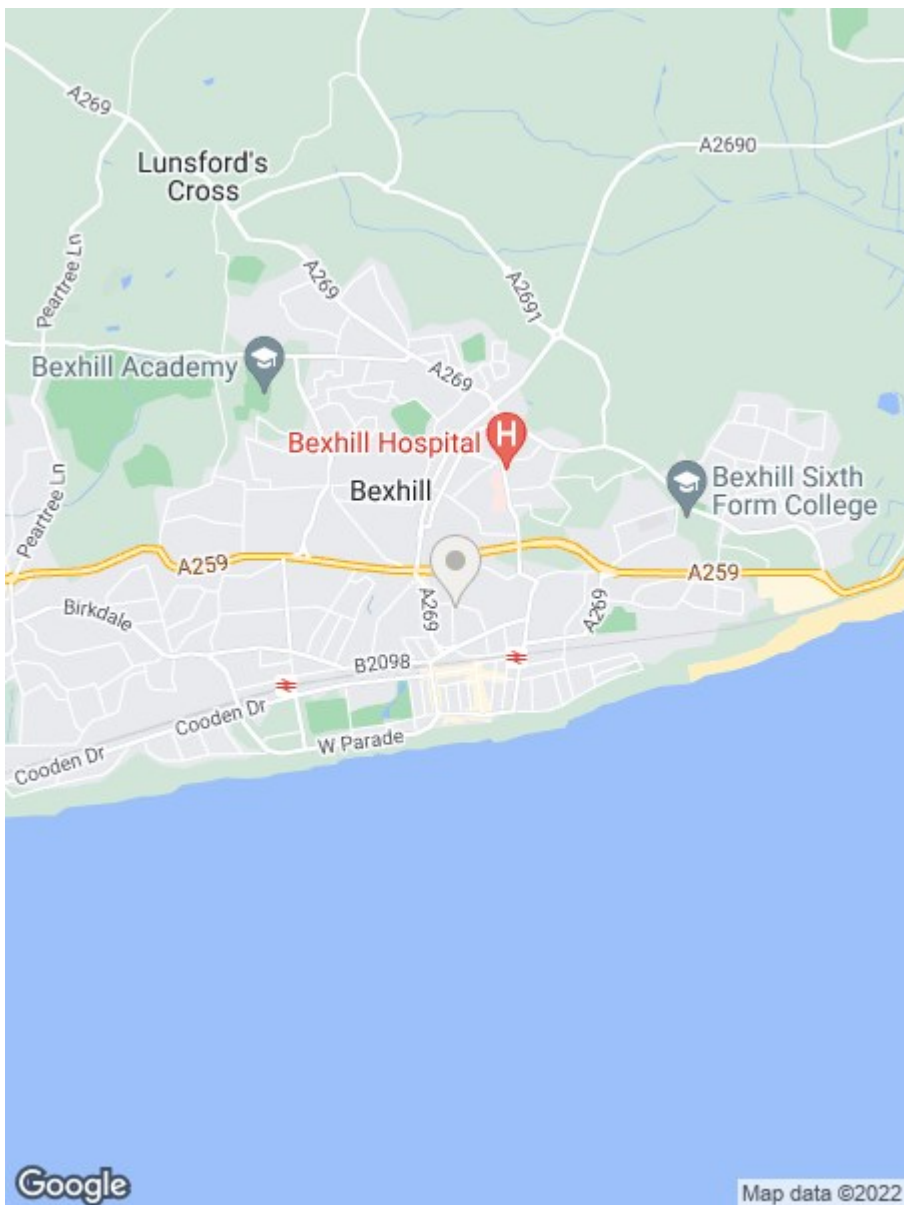 A269
A2690
Lunsford's
Cross
Peartree Ln
A269
A2691
Bexhill Academy
A269
Bexhill Hospital
H
Bexhill
Bexhill Sixth
Form College
Peartree Ln
A259
A259
Birkdale
A269
A269
B2098
Cooden Dr
W Parade
Cooden Dr
Google
Map data ©2022